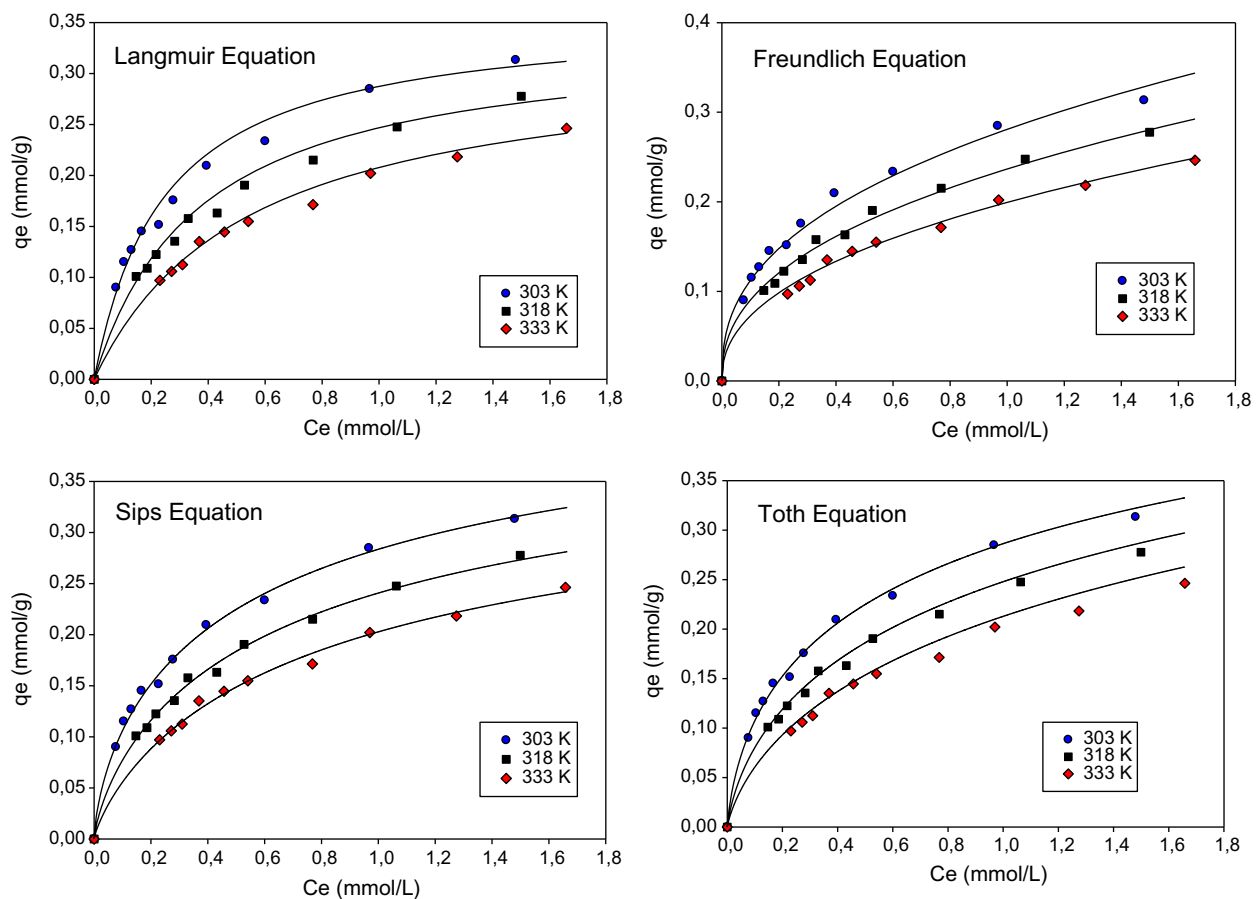 Langmuir Equation
qe (mmol/g)
0,35
0,30
0,25
0,20
0,15
0,10
0,05
0,00
303 K
318 K
333 K
0,0 0,2 0,4 0,6 0,8 1,0 1,2 1,4 1,6 1,8
Ce (mmol/L)
Freundlich Equation
qe (mmol/g)
0,4
0,3
0,2
0,1
0,0
303 K
318 K
333 K
0,0 0,2 0,4 0,6 0,8 1,0 1,2 1,4 1,6 1,8
Ce (mmol/L)
Sips Equation
qe (mmol/g)
0,35
0,30
0,25
0,20
0,15
0,10
0,05
0,00
303 K
318 K
333 K
0,0 0,2 0,4 0,6 0,8 1,0 1,2 1,4 1,6 1,8
Ce (mmol/L)
Toth Equation
qe (mmol/g)
0,35
0,30
0,25
0,20
0,15
0,10
0,05
0,00
303 K
318 K
333 K
0,0 0,2 0,4 0,6 0,8 1,0 1,2 1,4 1,6 1,8
Ce (mmol/L)